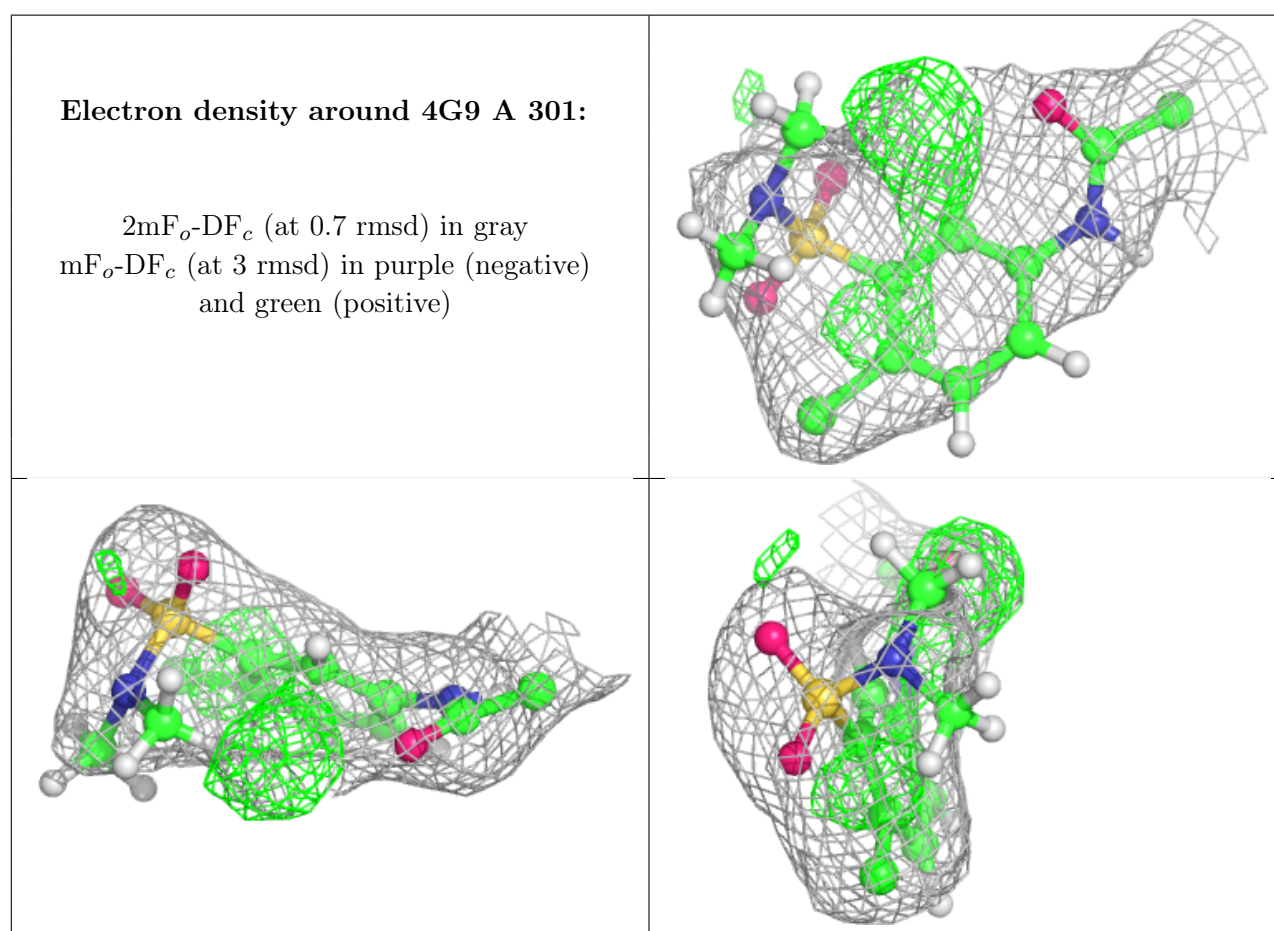 Electron density around 4G9 A 301:
2mFo-DFc (at 0.7 rmsd) in gray
mFo-DFc (at 3 rmsd) in purple (negative)
and green (positive)